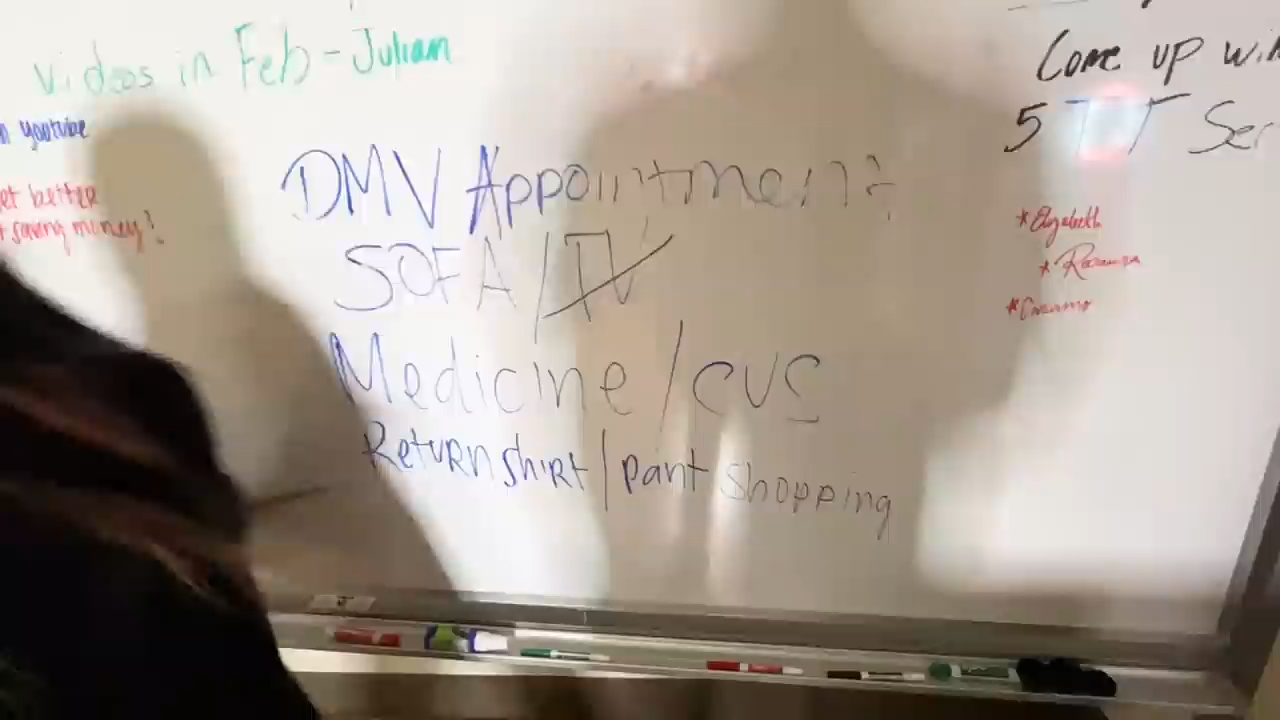 Videos in Feb - Julian
youtube
et better
saving money!
DMV Appointment
SOFA / TV
Medicine / CVS
Return shirt / pant shopping
Come up
5
* Elizabeth